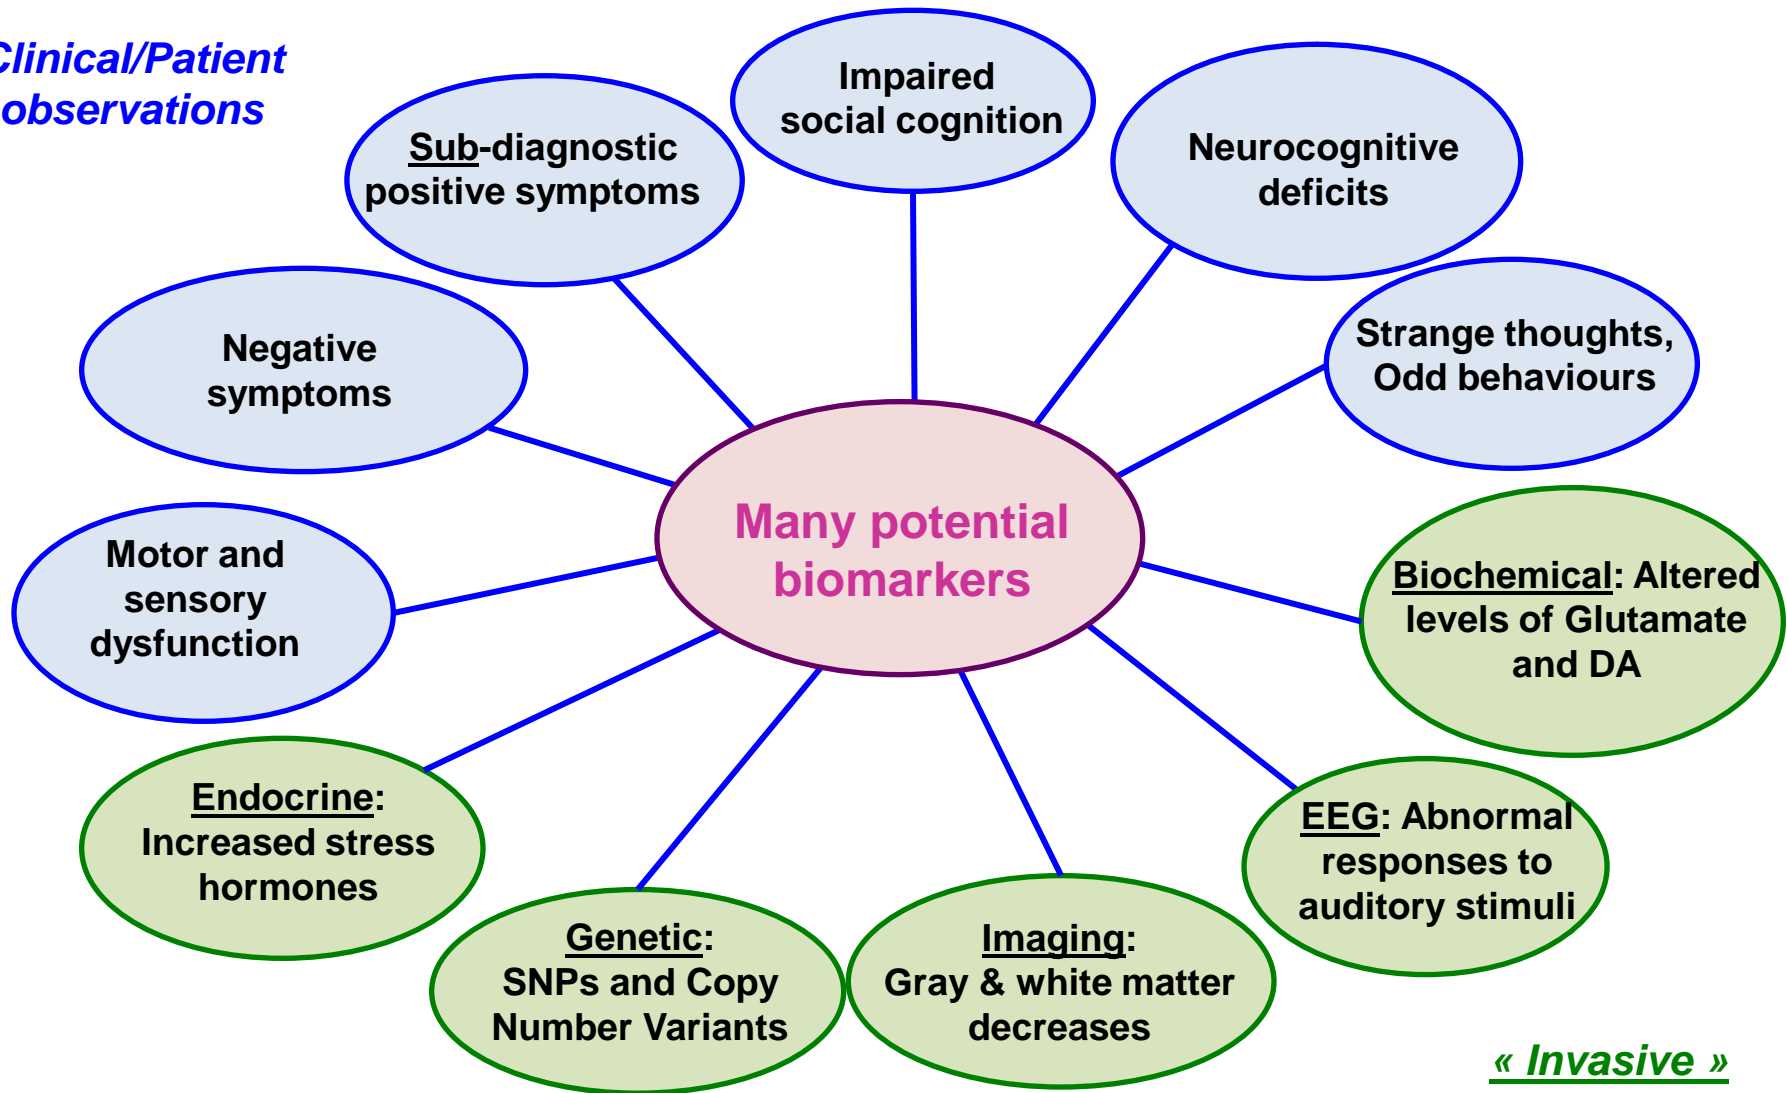 Clinical/Patient
observations
Impaired
social cognition
Sub-diagnostic
positive symptoms
Neurocognitive
deficits
Negative
symptoms
Strange thoughts,
Odd behaviours
Many potential
biomarkers
Motor and
sensory
dysfunction
Biochemical: Altered
levels of Glutamate
and DA
Endocrine:
Increased stress
hormones
EEG: Abnormal
responses to
auditory stimuli
Genetic:
SNPs and Copy
Number Variants
Imaging:
Gray & white matter
decreases
« Invasive »